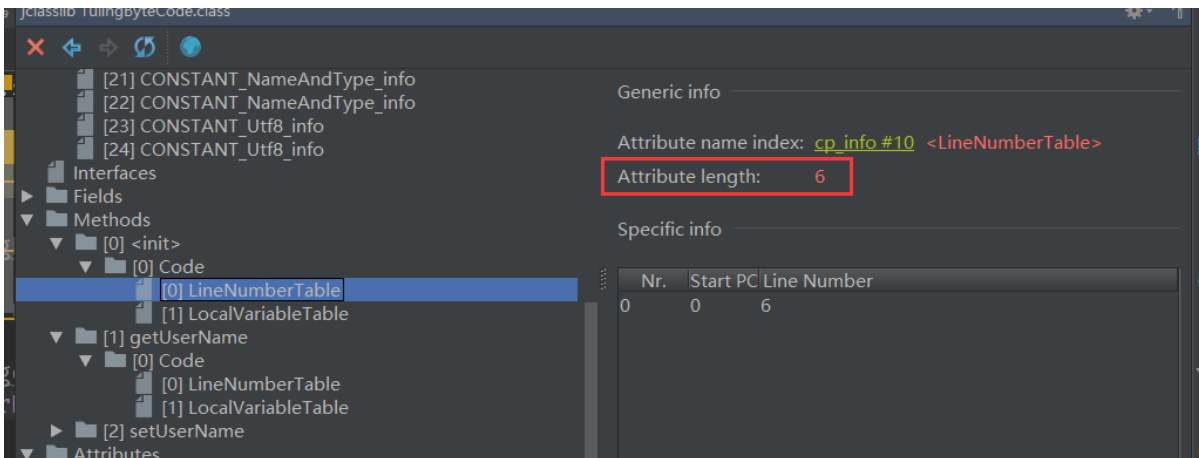 jclasslib TulingByteCode.class
[21] CONSTANT_NameAndType_info
[22] CONSTANT_NameAndType_info
[23] CONSTANT_Utf8_info
[24] CONSTANT_Utf8_info
Interfaces
Fields
Methods
[0] <init>
[0] Code
[0] LineNumberTable
[1] LocalVariableTable
[1] getUserName
[0] Code
[0] LineNumberTable
[1] LocalVariableTable
[2] setUserName
Attributes
Generic info
Attribute name index: cp_info #10 <LineNumberTable>
Attribute length: 6
Specific info
Nr. Start PC Line Number
0 0 6